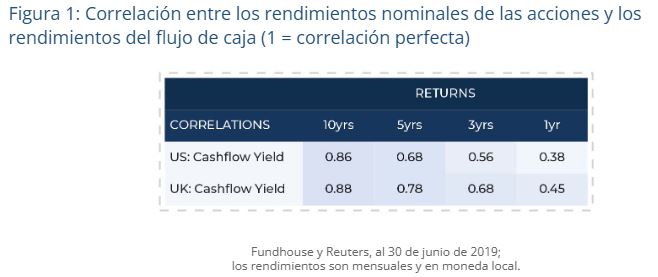 Figura 1: Correlación entre los rendimientos nominales de las acciones y los
rendimientos del flujo de caja (1 = correlación perfecta)
RETURNS
CORRELATIONS 10yrs 5yrs 3yrs 1yr
US: Cashflow Yield 0.86 0.68 0.56 0.38
UK: Cashflow Yield 0.88 0.78 0.68 0.45
Fundhouse y Reuters, al 30 de junio de 2019;
los rendimientos son mensuales y en moneda local.